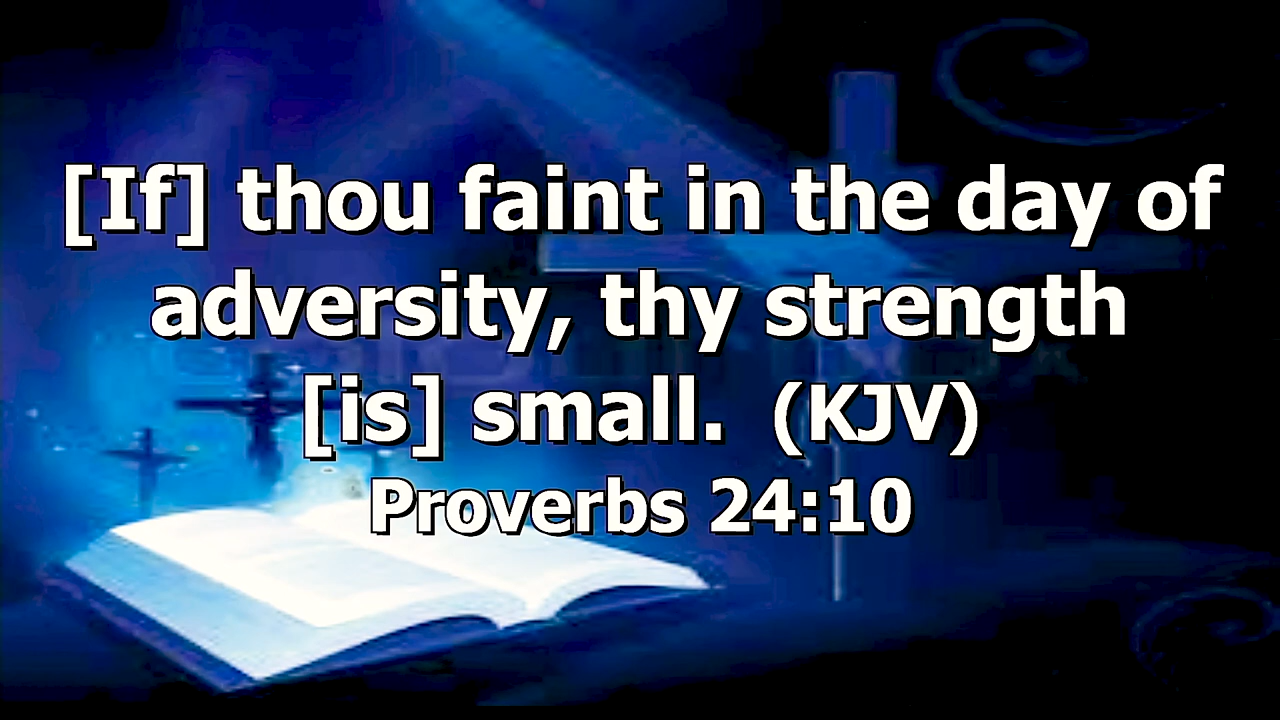 [If] thou faint in the day of
adversity, thy strength
[is] small. (KJV)
Proverbs 24:10